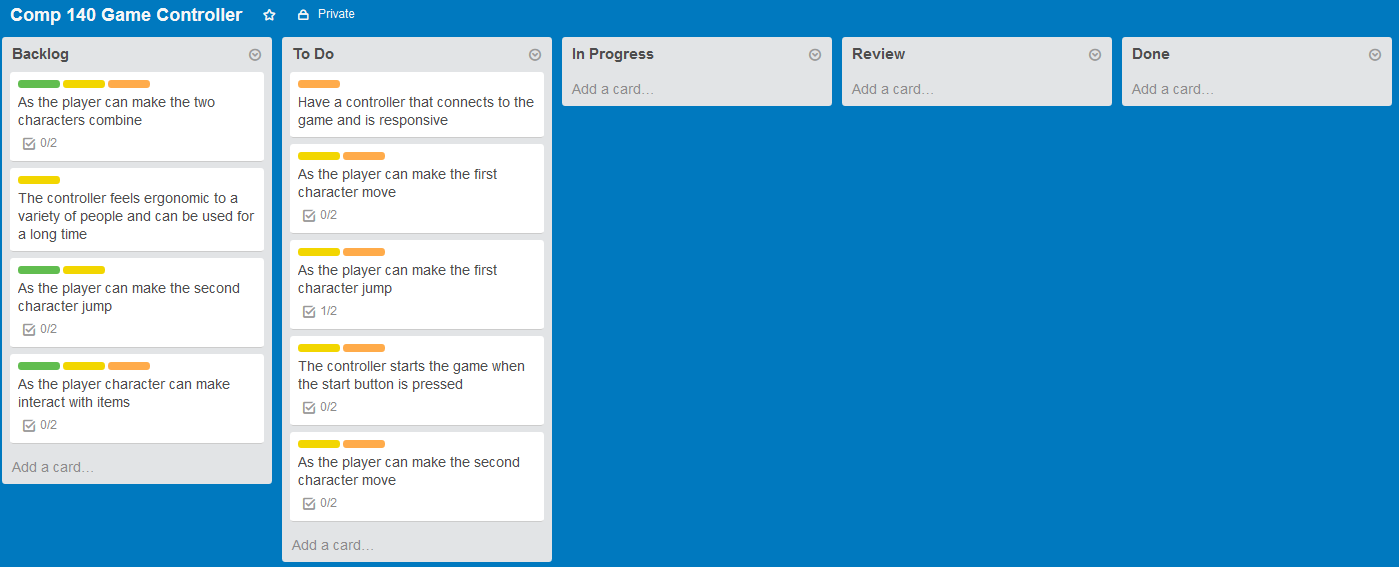 Comp 140 Game Controller
Private
Backlog
As the player can make the two
characters combine
0/2
The controller feels ergonomic to a
variety of people and can be used for
a long time
As the player can make the second
character jump
0/2
As the player character can make
interact with items
0/2
Add a card…
To Do
Have a controller that connects to the
game and is responsive
As the player can make the first
character move
0/2
As the player can make the first
character jump
1/2
The controller starts the game when
the start button is pressed
0/2
As the player can make the second
character move
0/2
Add a card…
In Progress
Add a card…
Review
Add a card…
Done
Add a card…